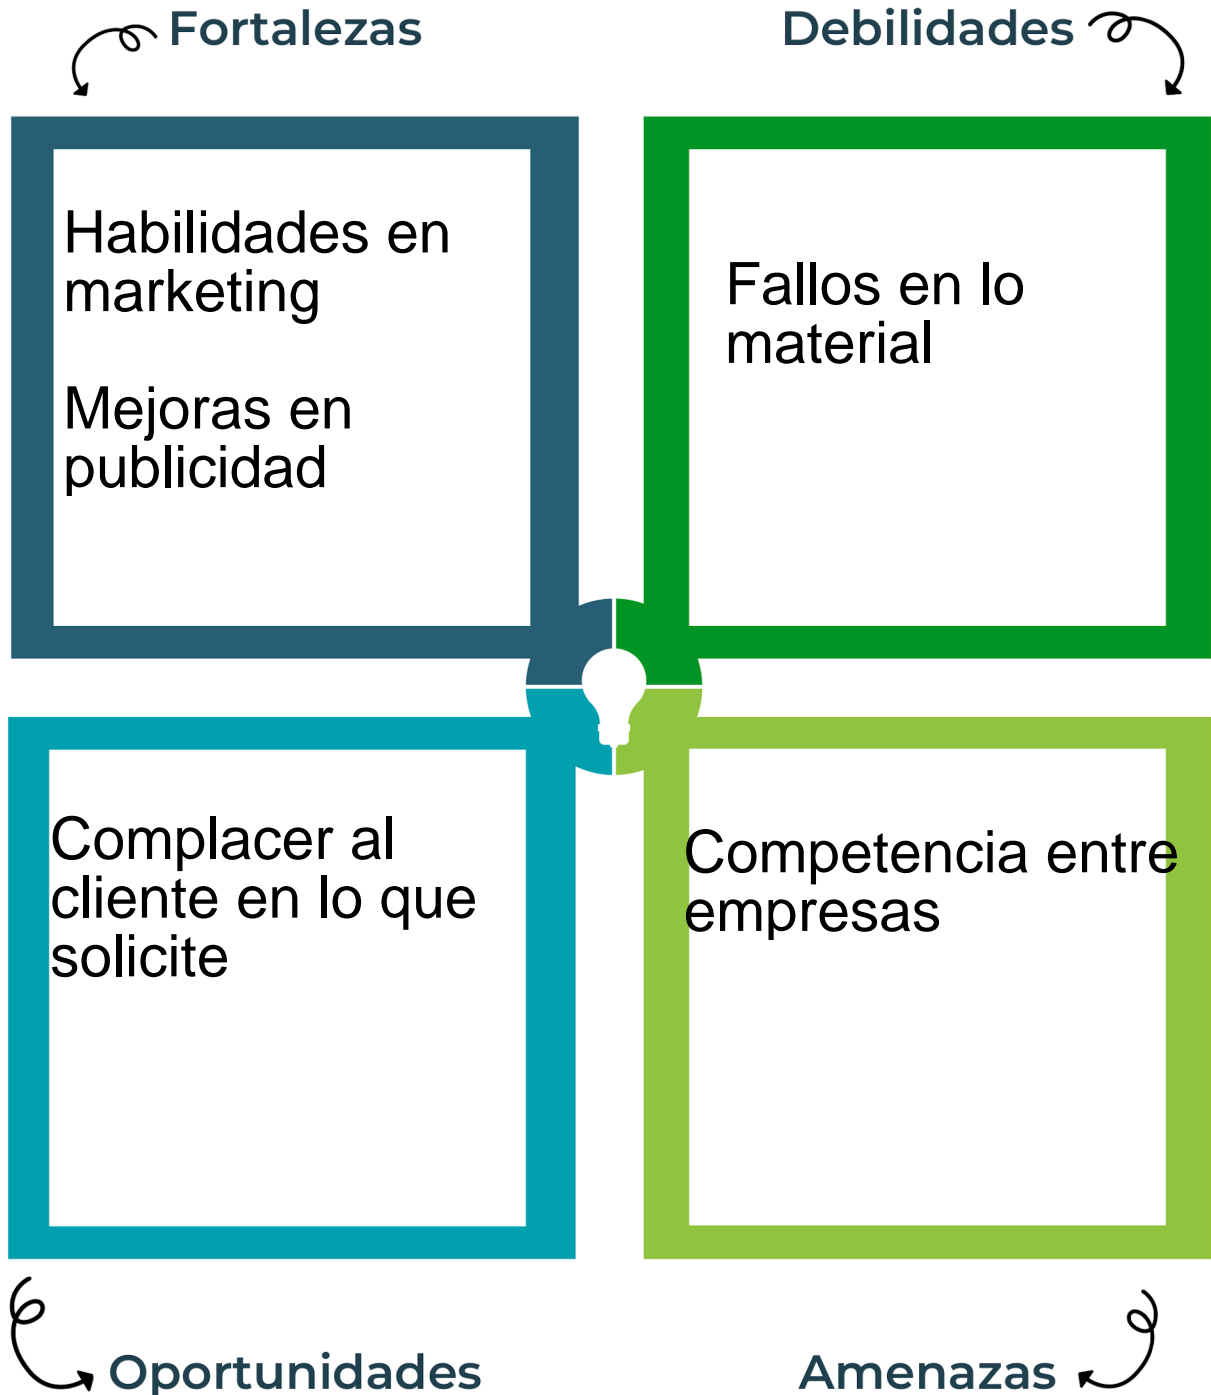 Fortalezas
Habilidades en
marketing
Mejoras en
publicidad
Debilidades
Fallos en lo
material
Complacer al
cliente en lo que
solicite
Oportunidades
Competencia entre
empresas
Amenazas